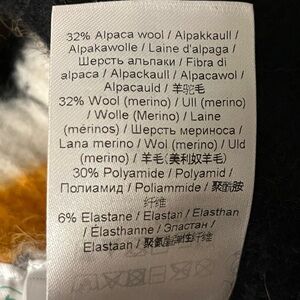 32% Alpaca wool / Alpakkaull /
Alpakawolle / Laine d'alpaga /
Шерсть альпаки / Fibra di
alpaca / Alpackaull / Alpacawol /
Alpacauld / 羊驼毛
32% Wool (merino) / Ull (merino)
/ Wolle (Merino) / Laine
(mérinos) / Шерсть мериноса /
Lana merino / Wol (merino) / Uld
(merino) / 羊毛(美利奴羊毛)
30% Polyamide / Polyamid /
Полиамид / Poliammide / 聚酰胺
纤维
6% Elastane / Elastan / Elasthan
/ Élasthanne / Эластан /
Elastaan / 聚氨酯弹性纤维